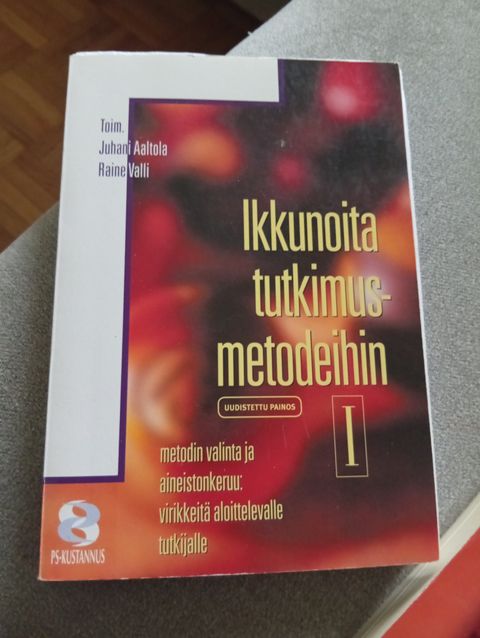 Toim.
Juhani Aaltola
Raine Valli
Ikkunoita
tutkimus-
metodeihin
UUDISTETTU PAINOS
I
metodin valinta ja
aineistonkeruu:
virikkeitä aloittelevalle
tutkijalle
PS-KUSTANNUS